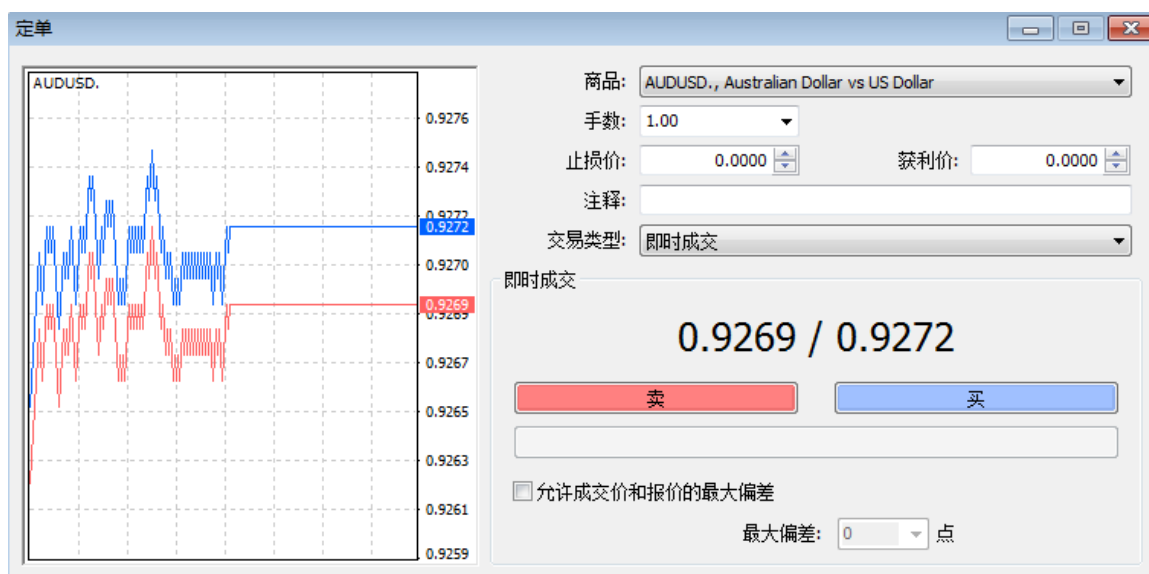 定单
AUDUSD.
0.9276
0.9274
0.9272
0.9272
0.9270
0.9269
0.9267
0.9265
0.9263
0.9261
0.9259
商品: AUDUSD., Australian Dollar vs US Dollar
手数: 1.00
止损价: 0.0000 获利价: 0.0000
注释:
交易类型: 即时成交
即时成交
0.9269 / 0.9272
卖 买
允许成交价和报价的最大偏差
最大偏差: 0 点